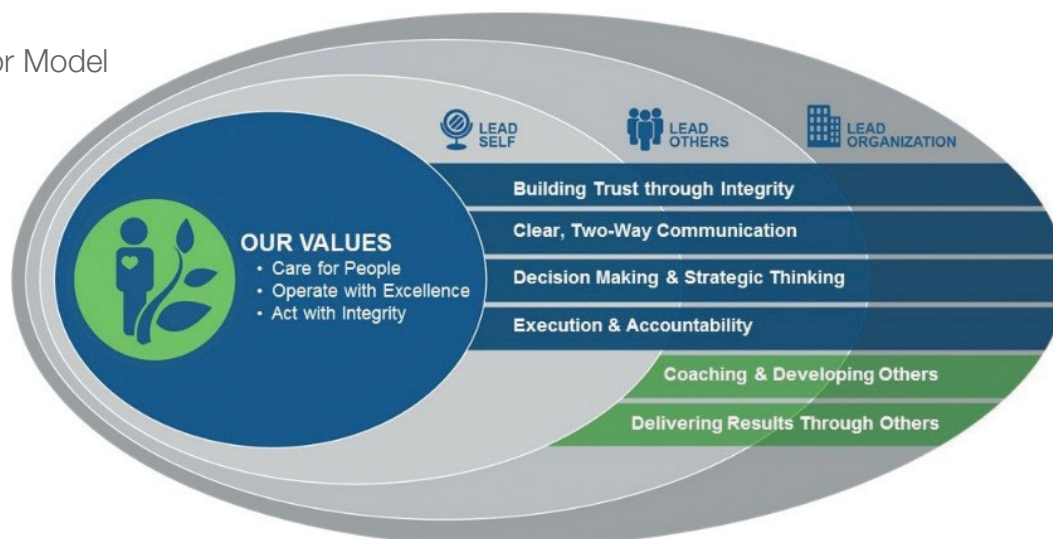 or Model
LEAD
SELF
LEAD
OTHERS
LEAD
ORGANIZATION
Building Trust through Integrity
Clear, Two-Way Communication
Decision Making & Strategic Thinking
Execution & Accountability
Coaching & Developing Others
Delivering Results Through Others
OUR VALUES
• Care for People
• Operate with Excellence
• Act with Integrity